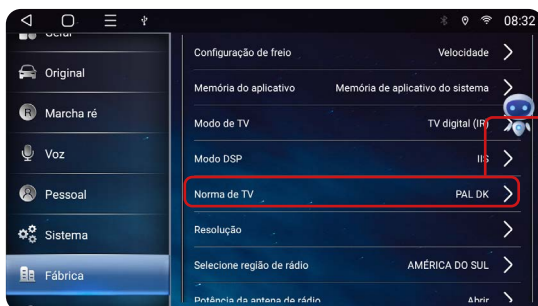 08:32
Geral
Original
Marcha ré
Voz
Pessoal
Sistema
Fábrica
Configuração de freio Velocidade
Memória do aplicativo Memória de aplicativo do sistema
Modo de TV TV digital (IR)
Modo DSP IIS
Norma de TV PAL DK
Resolução
Selecione região de rádio AMÉRICA DO SUL
Potência da antena de rádio Abrir